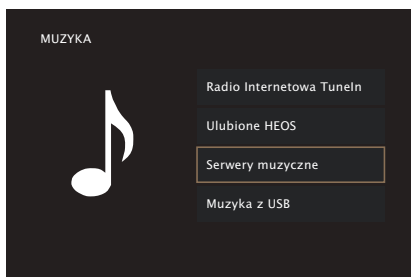 MUZYKA
Radio Internetowa TuneIn
Ulubione HEOS
Serwery muzyczne
Muzyka z USB